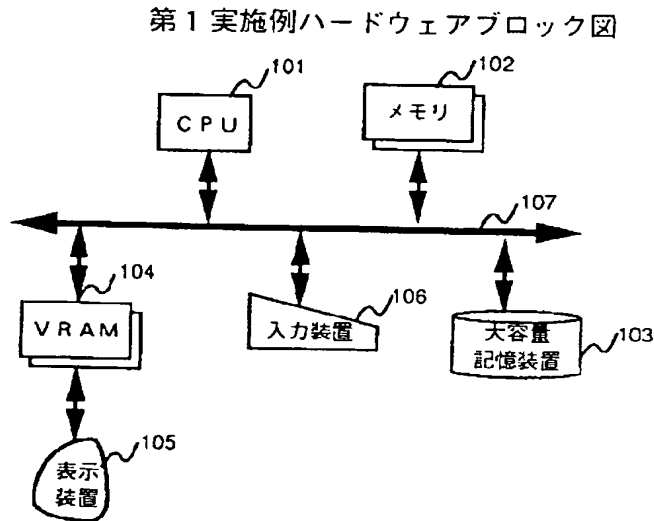 第1実施例ハードウェアブロック図
101
CPU
102
メモリ
107
104
VRAM
106
入力装置
大容量
記憶装置
103
105
表示
装置